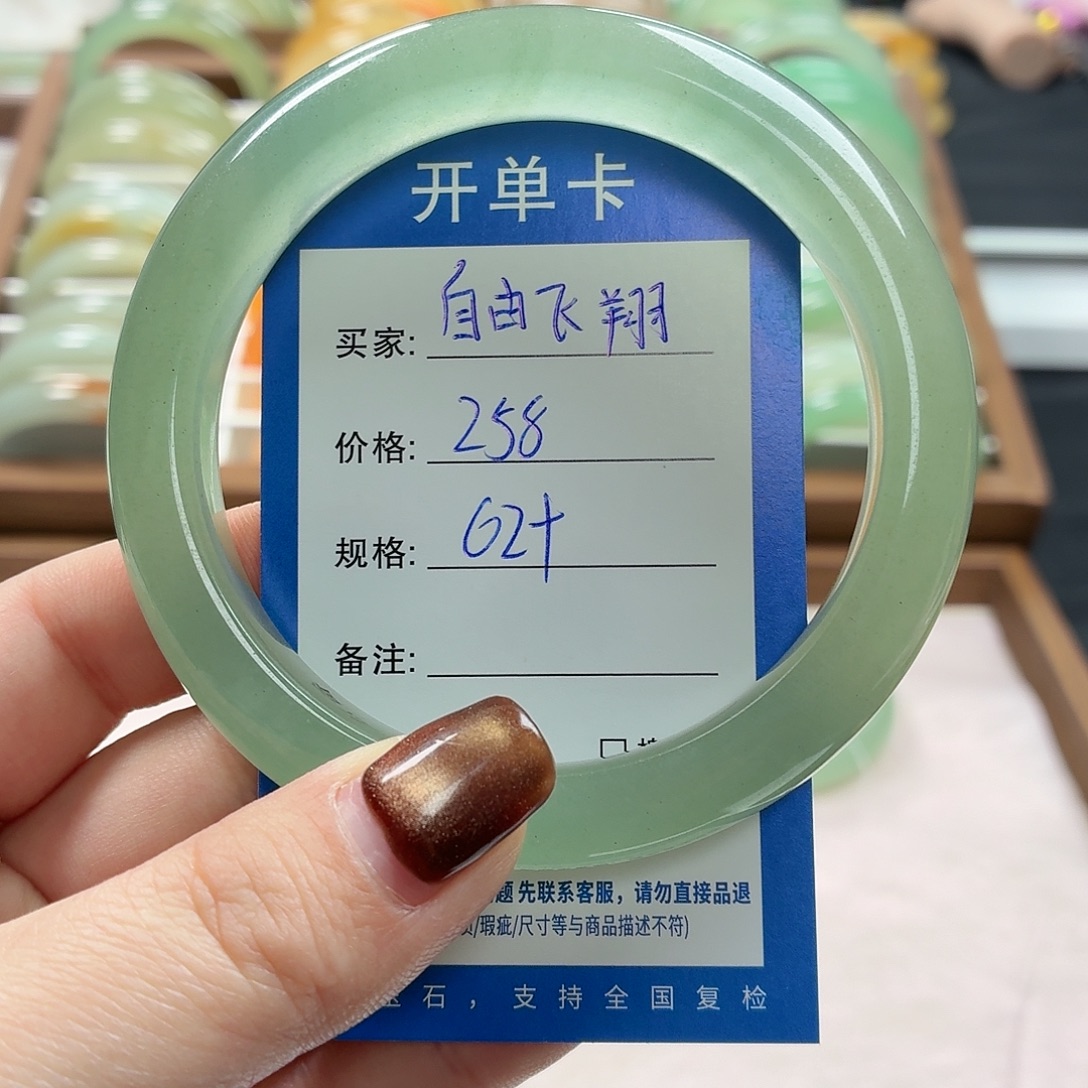 开单卡
买家: 自由飞翔
价格: 258
规格: 62+
备注:
题 先联系客服，请勿直接品退
/瑕疵/尺寸等与商品描述不符)
石，支持全国复检